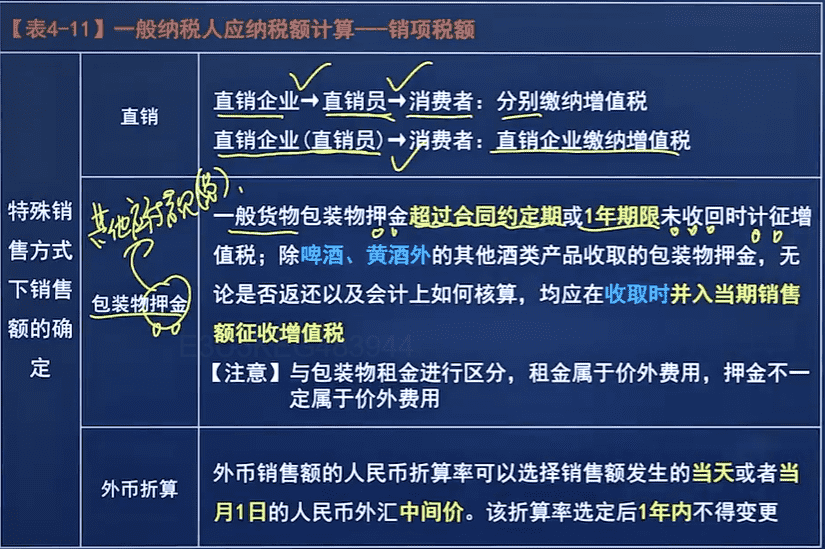 【表4-11】一般纳税人应纳税额计算---销项税额
特殊销
售方式
下销售
额的确
定
直销
直销企业→直销员→消费者：分别缴纳增值税
直销企业(直销员)→消费者：直销企业缴纳增值税
其他应付款
包装物押金
一般货物包装物押金超过合同约定期或1年期限未收回时计征增
值税；除啤酒、黄酒外的其他酒类产品收取的包装物押金，无
论是否返还以及会计上如何核算，均应在收取时并入当期销售
额征收增值税
【注意】与包装物租金进行区分，租金属于价外费用，押金不一
定属于价外费用
外币折算
外币销售额的人民币折算率可以选择销售额发生的当天或者当
月1日的人民币外汇中间价。该折算率选定后1年内不得变更